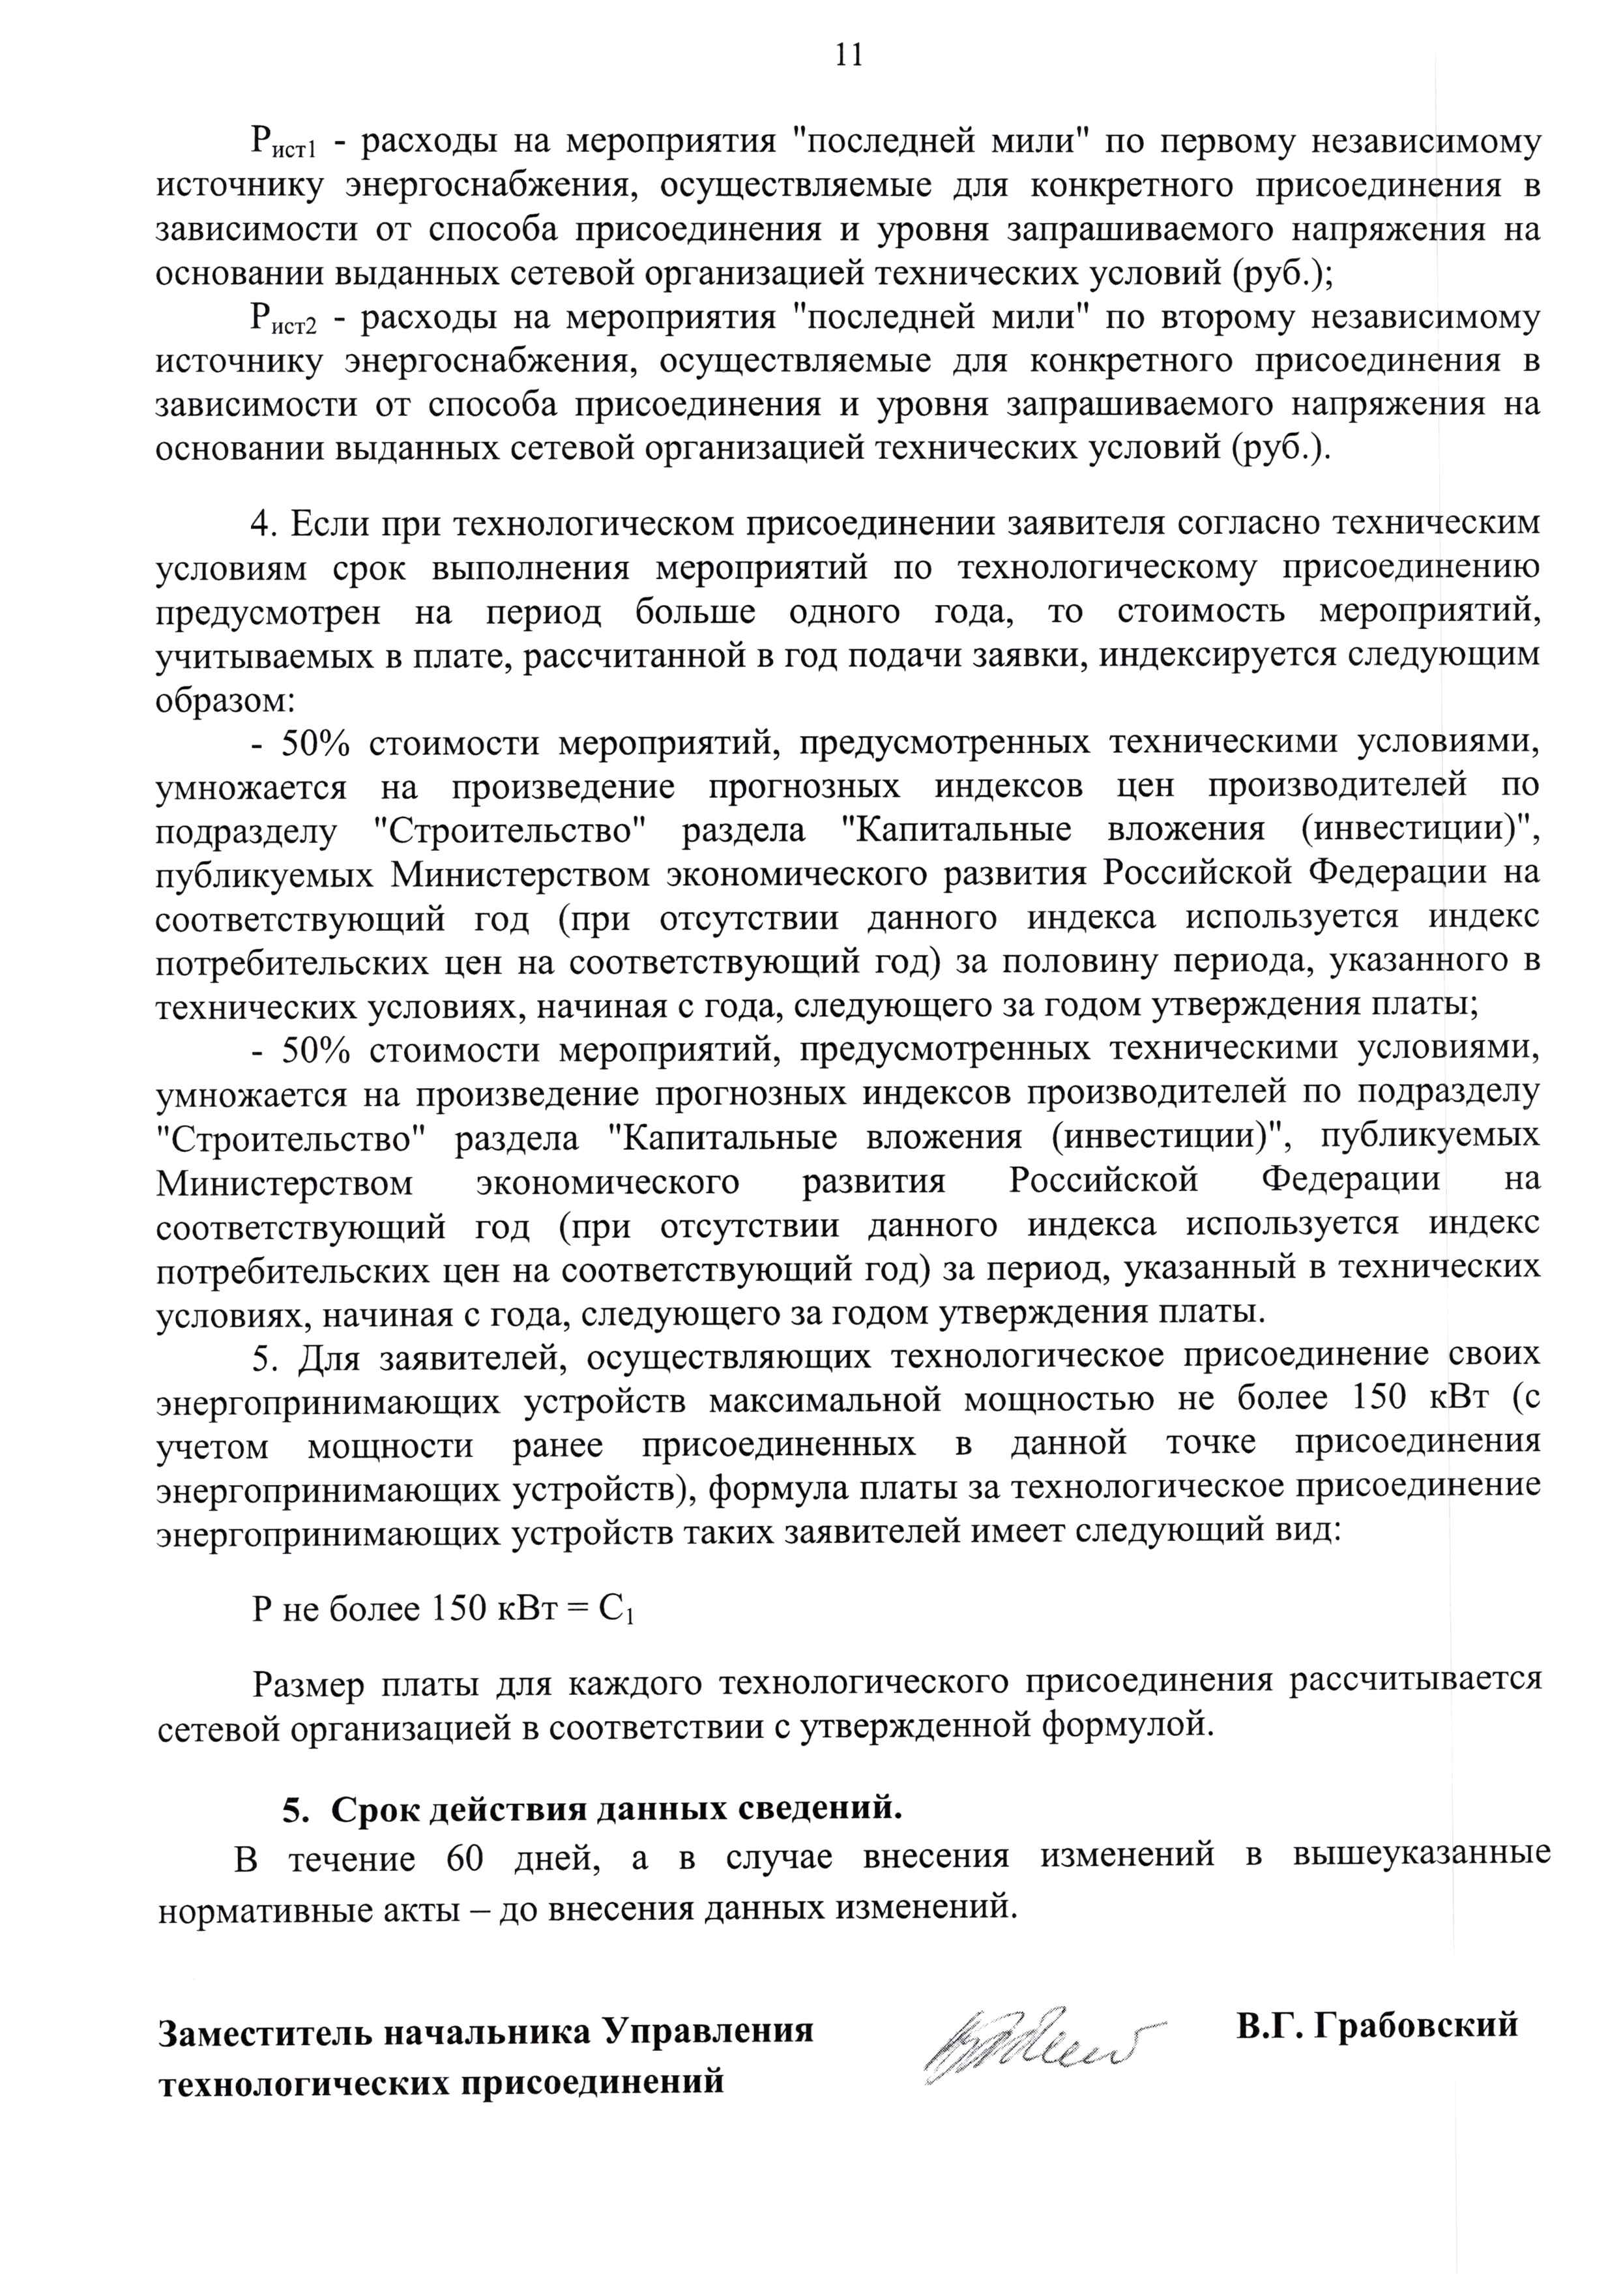 11
Рист1 - расходы на мероприятия "последней мили" по первому независимому
источнику энергоснабжения, осуществляемые для конкретного присоединения в
зависимости от способа присоединения и уровня запрашиваемого напряжения на
основании выданных сетевой организацией технических условий (руб.);
Рист2 - расходы на мероприятия "последней мили" по второму независимому
источнику энергоснабжения, осуществляемые для конкретного присоединения в
зависимости от способа присоединения и уровня запрашиваемого напряжения на
основании выданных сетевой организацией технических условий (руб.).
4. Если при технологическом присоединении заявителя согласно техническим
условиям срок выполнения мероприятий по технологическому присоединению
предусмотрен на период больше одного года, то стоимость мероприятий,
учитываемых в плате, рассчитанной в год подачи заявки, индексируется следующим
образом:
- 50% стоимости мероприятий, предусмотренных техническими условиями,
умножается на произведение прогнозных индексов цен производителей по
подразделу "Строительство" раздела "Капитальные вложения (инвестиции)",
публикуемых Министерством экономического развития Российской Федерации на
соответствующий год (при отсутствии данного индекса используется индекс
потребительских цен на соответствующий год) за половину периода, указанного в
технических условиях, начиная с года, следующего за годом утверждения платы;
- 50% стоимости мероприятий, предусмотренных техническими условиями,
умножается на произведение прогнозных индексов производителей по подразделу
"Строительство" раздела "Капитальные вложения (инвестиции)", публикуемых
Министерством экономического развития Российской Федерации на
соответствующий год (при отсутствии данного индекса используется индекс
потребительских цен на соответствующий год) за период, указанный в технических
условиях, начиная с года, следующего за годом утверждения платы.
5. Для заявителей, осуществляющих технологическое присоединение своих
энергопринимающих устройств максимальной мощностью не более 150 кВт (с
учетом мощности ранее присоединенных в данной точке присоединения
энергопринимающих устройств), формула платы за технологическое присоединение
энергопринимающих устройств таких заявителей имеет следующий вид:
Р не более 150 кВт = С1
Размер платы для каждого технологического присоединения рассчитывается
сетевой организацией в соответствии с утвержденной формулой.
5. Срок действия данных сведений.
В течение 60 дней, а в случае внесения изменений в вышеуказанные
нормативные акты – до внесения данных изменений.
Заместитель начальника Управления В.Г. Грабовский
технологических присоединений